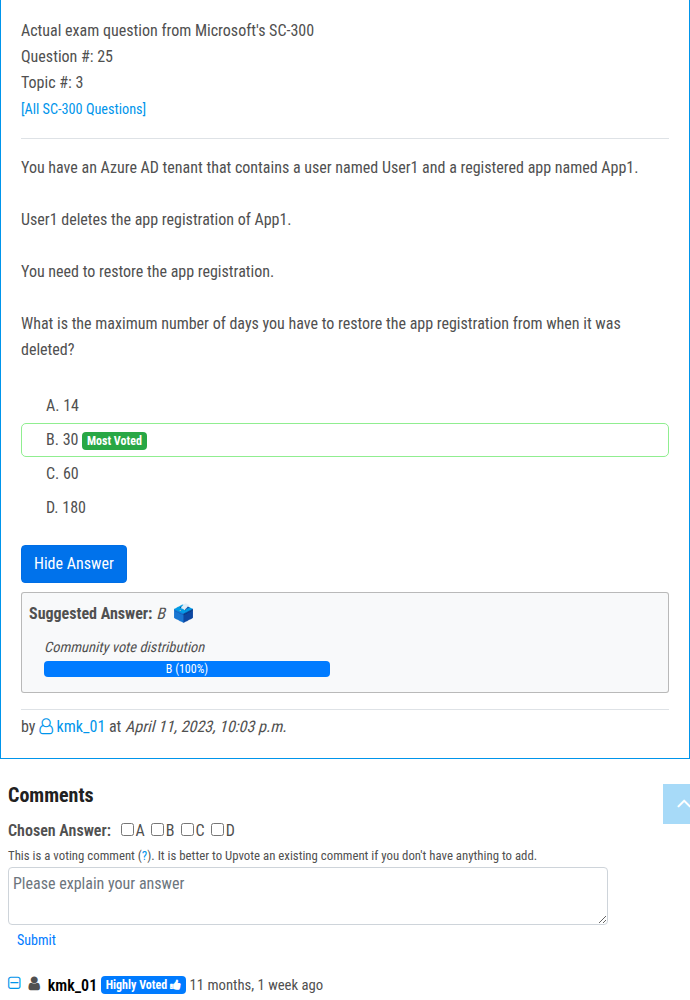 Actual exam question from Microsoft's SC-300
Question #: 25
Topic #: 3
[All SC-300 Questions]
You have an Azure AD tenant that contains a user named User1 and a registered app named App1.
User1 deletes the app registration of App1.
You need to restore the app registration.
What is the maximum number of days you have to restore the app registration from when it was
deleted?
A. 14
B. 30 Most Voted
C. 60
D. 180
Hide Answer
Suggested Answer: B
Community vote distribution
B (100%)
by kmk_01 at April 11, 2023, 10:03 p.m.
Comments
Chosen Answer: A B C D
This is a voting comment (?). It is better to Upvote an existing comment if you don't have anything to add.
Please explain your answer
Submit
kmk_01 Highly Voted 11 months, 1 week ago